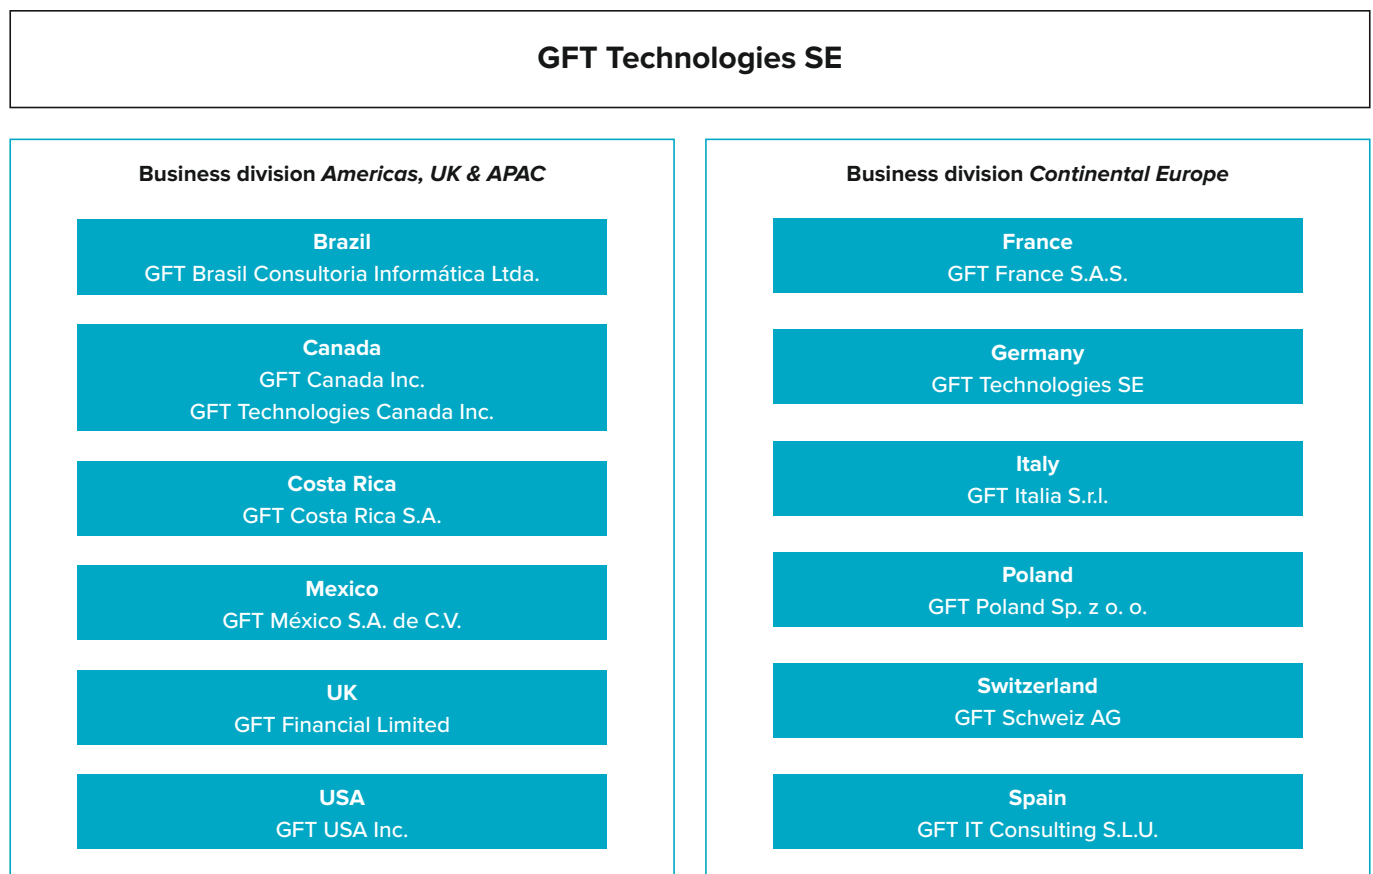 GFT Technologies SE
Business division Americas, UK & APAC
Brazil
GFT Brasil Consultoria Informática Ltda.
Canada
GFT Canada Inc.
GFT Technologies Canada Inc.
Costa Rica
GFT Costa Rica S.A.
Mexico
GFT México S.A. de C.V.
UK
GFT Financial Limited
USA
GFT USA Inc.
Business division Continental Europe
France
GFT France S.A.S.
Germany
GFT Technologies SE
Italy
GFT Italia S.r.l.
Poland
GFT Poland Sp. z o. o.
Switzerland
GFT Schweiz AG
Spain
GFT IT Consulting S.L.U.